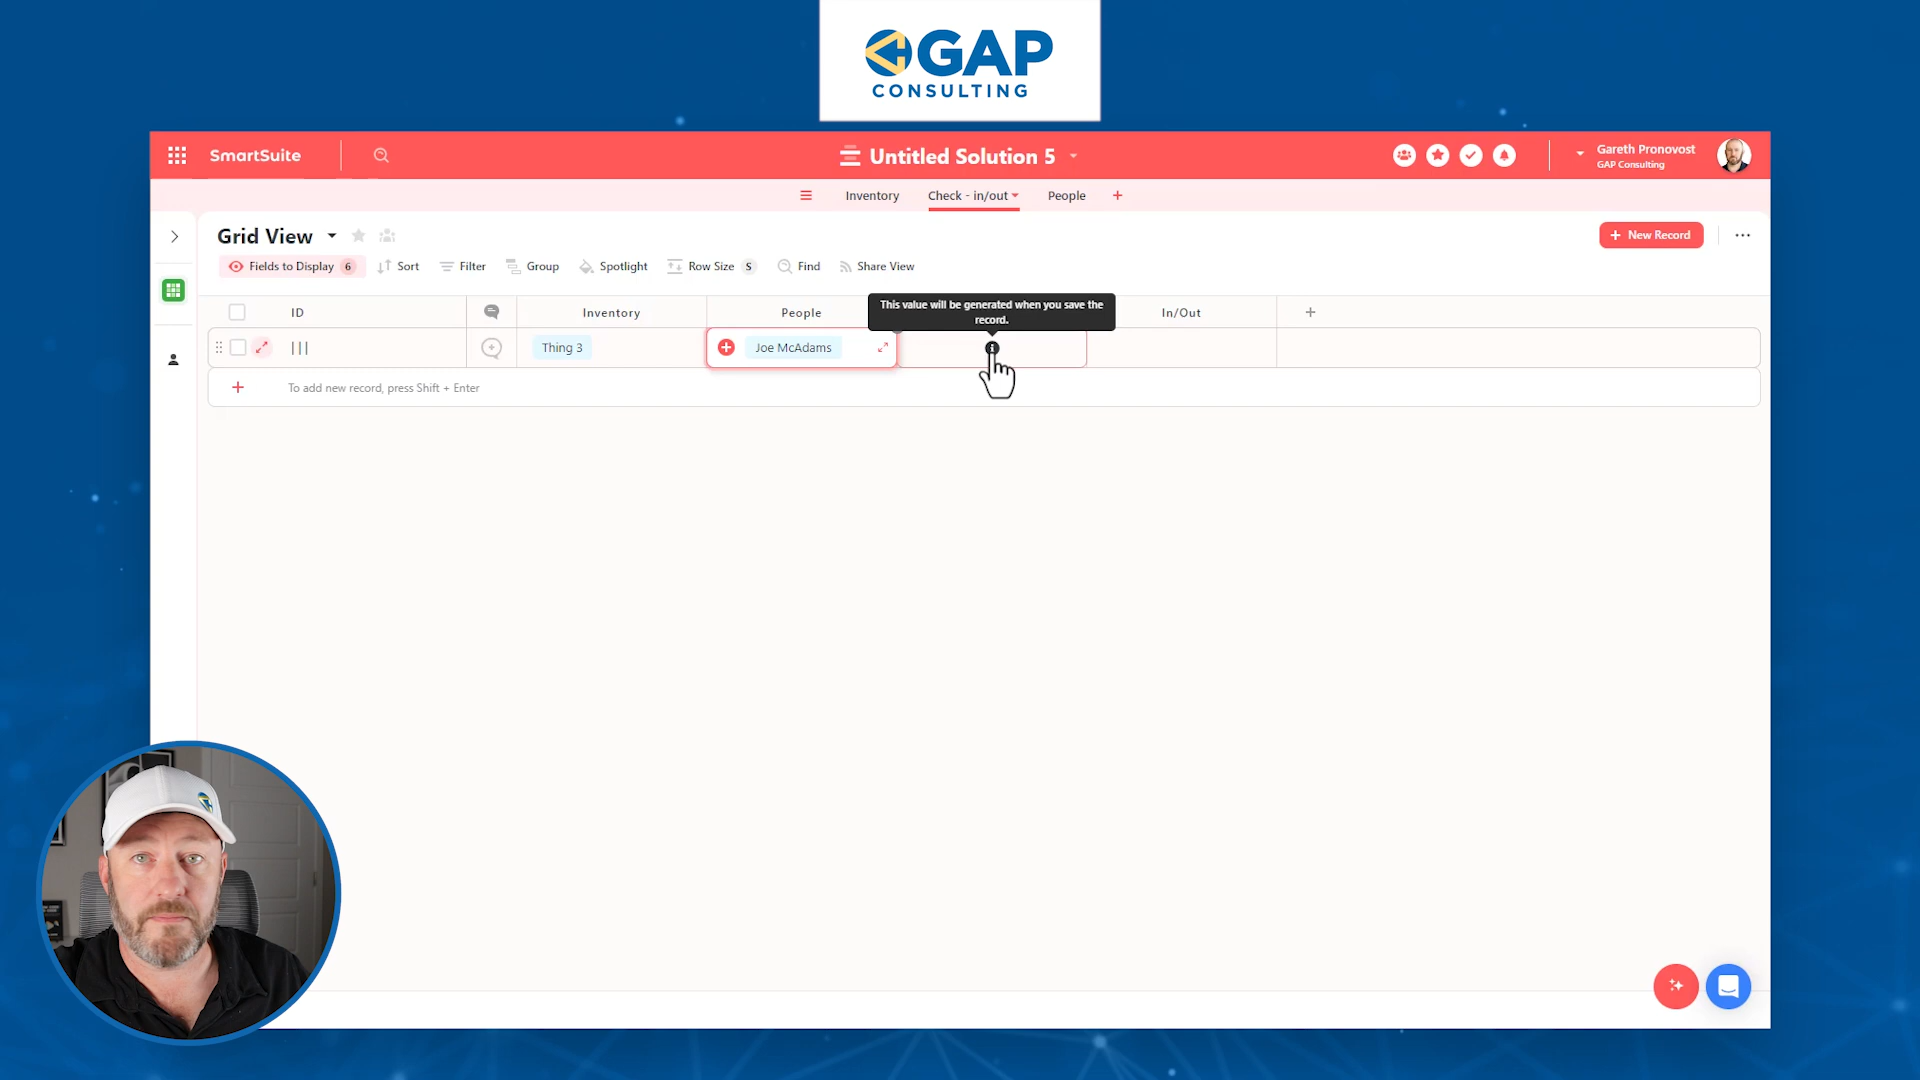 GAP
CONSULTING
SmartSuite
Untitled Solution 5
Gareth Pronovost
GAP Consulting
Inventory
Check - in/out
People
Grid View
New Record
Fields to Display 6
Sort
Filter
Group
Spotlight
Row Size S
Find
Share View
This value will be generated when you save the
record.
ID
Inventory
People
In/Out
|||
Thing 3
Joe McAdams
To add new record, press Shift + Enter